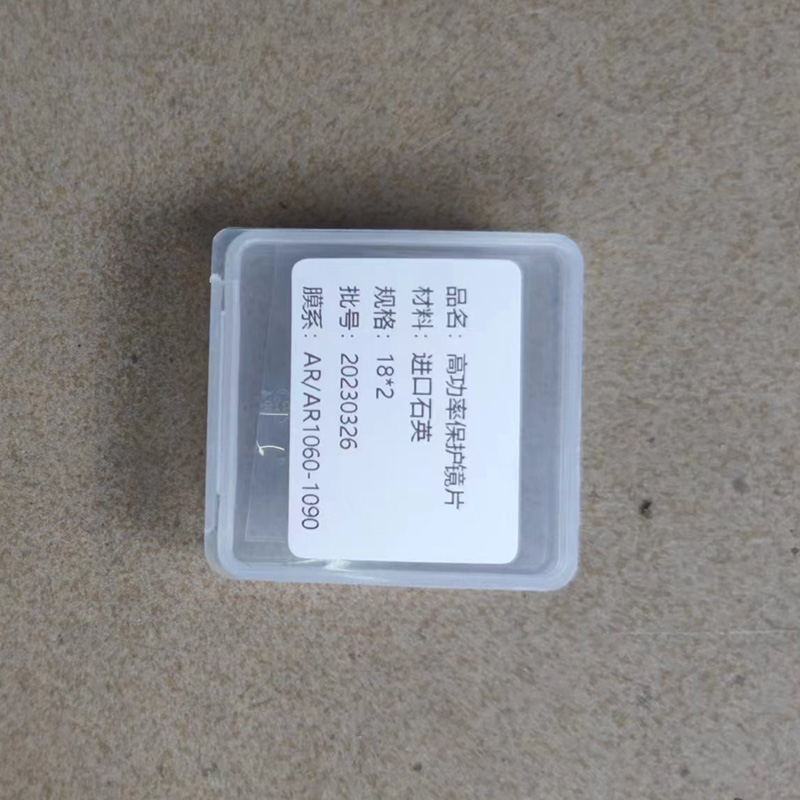 品名：高功率保护镜片
材料：进口石英
规格：18*2
批号：20230326
膜系：AR/AR1060-1090